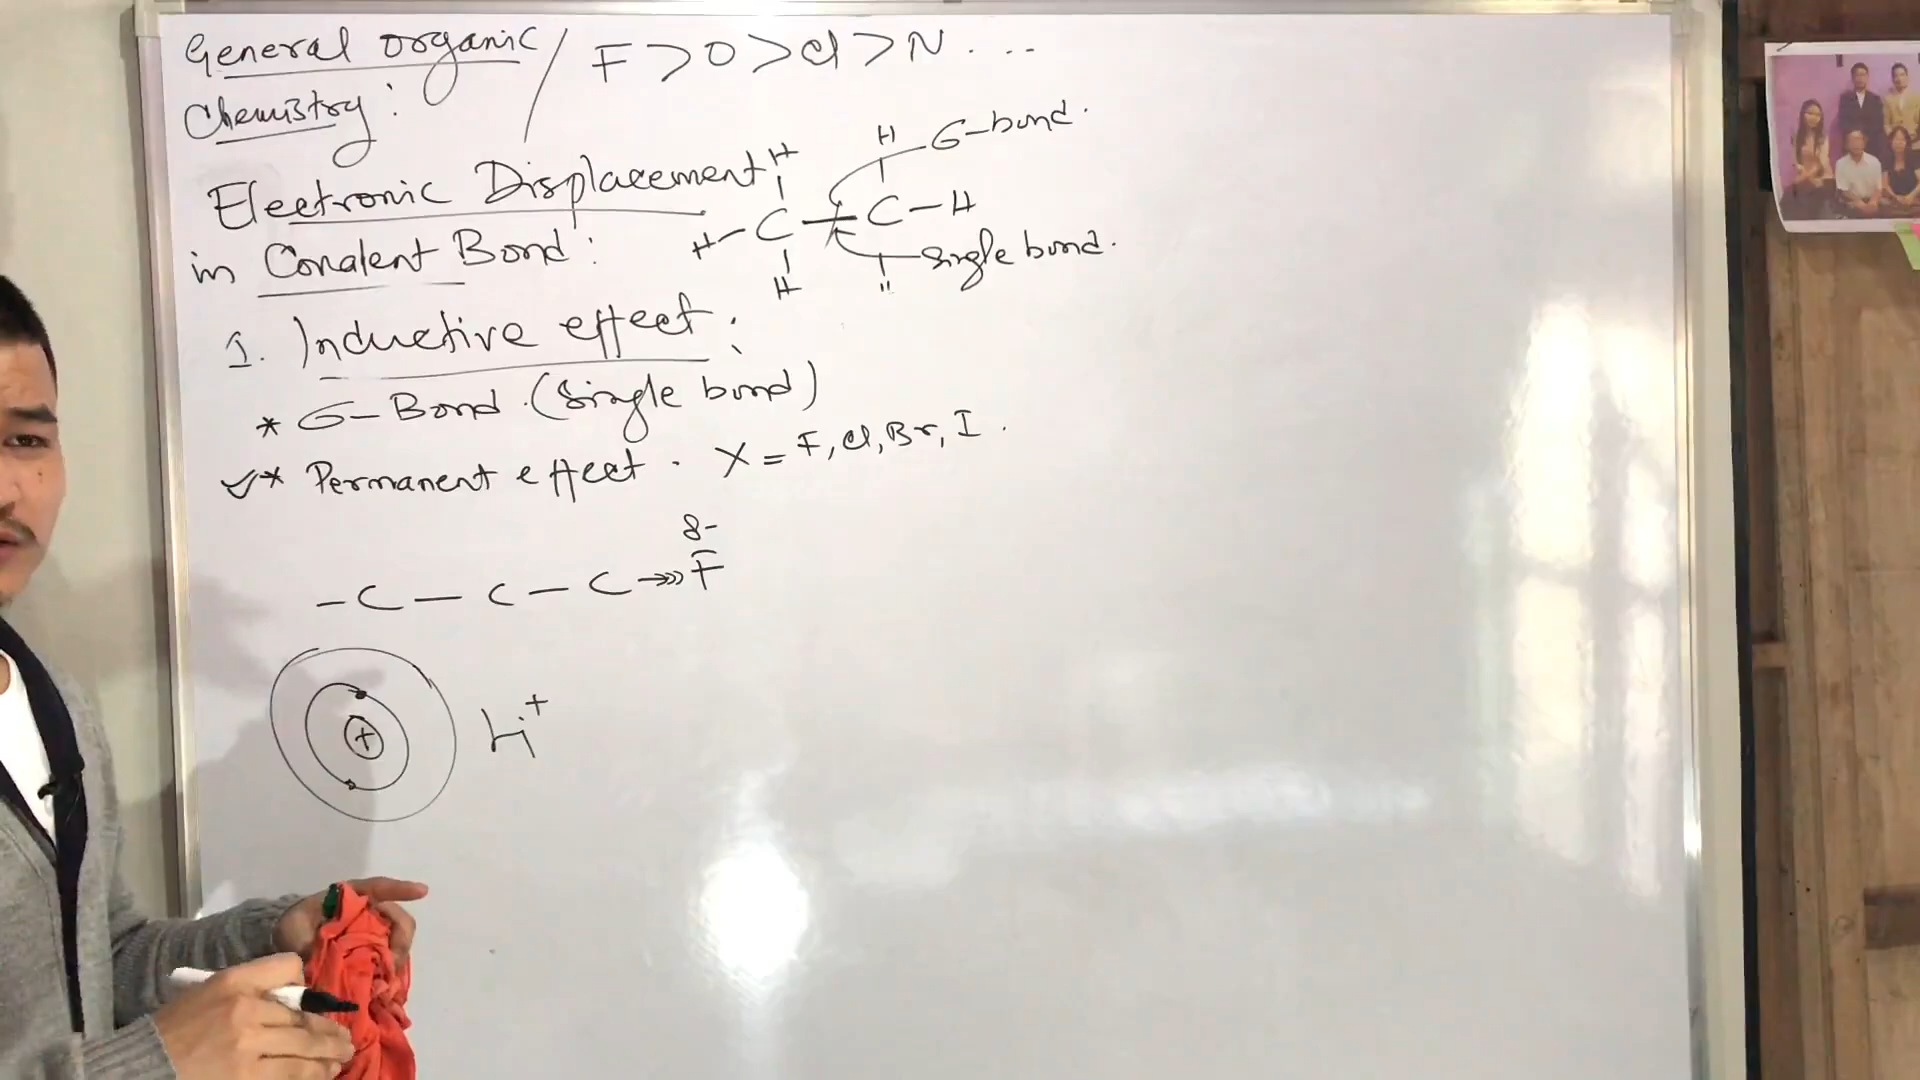 General organic / F > O > Cl > N . ...
Chemistry :
Electronic Displacement
in Conalent Bond :
H H σ-bond.
H - C - C - H
H H single bond.
1. Inductive effect :
* σ - Bond . (single bond)
✓* Permanent effect . X = F, Cl, Br, I .
δ-
- C - C - C →>>> F
+ Li+